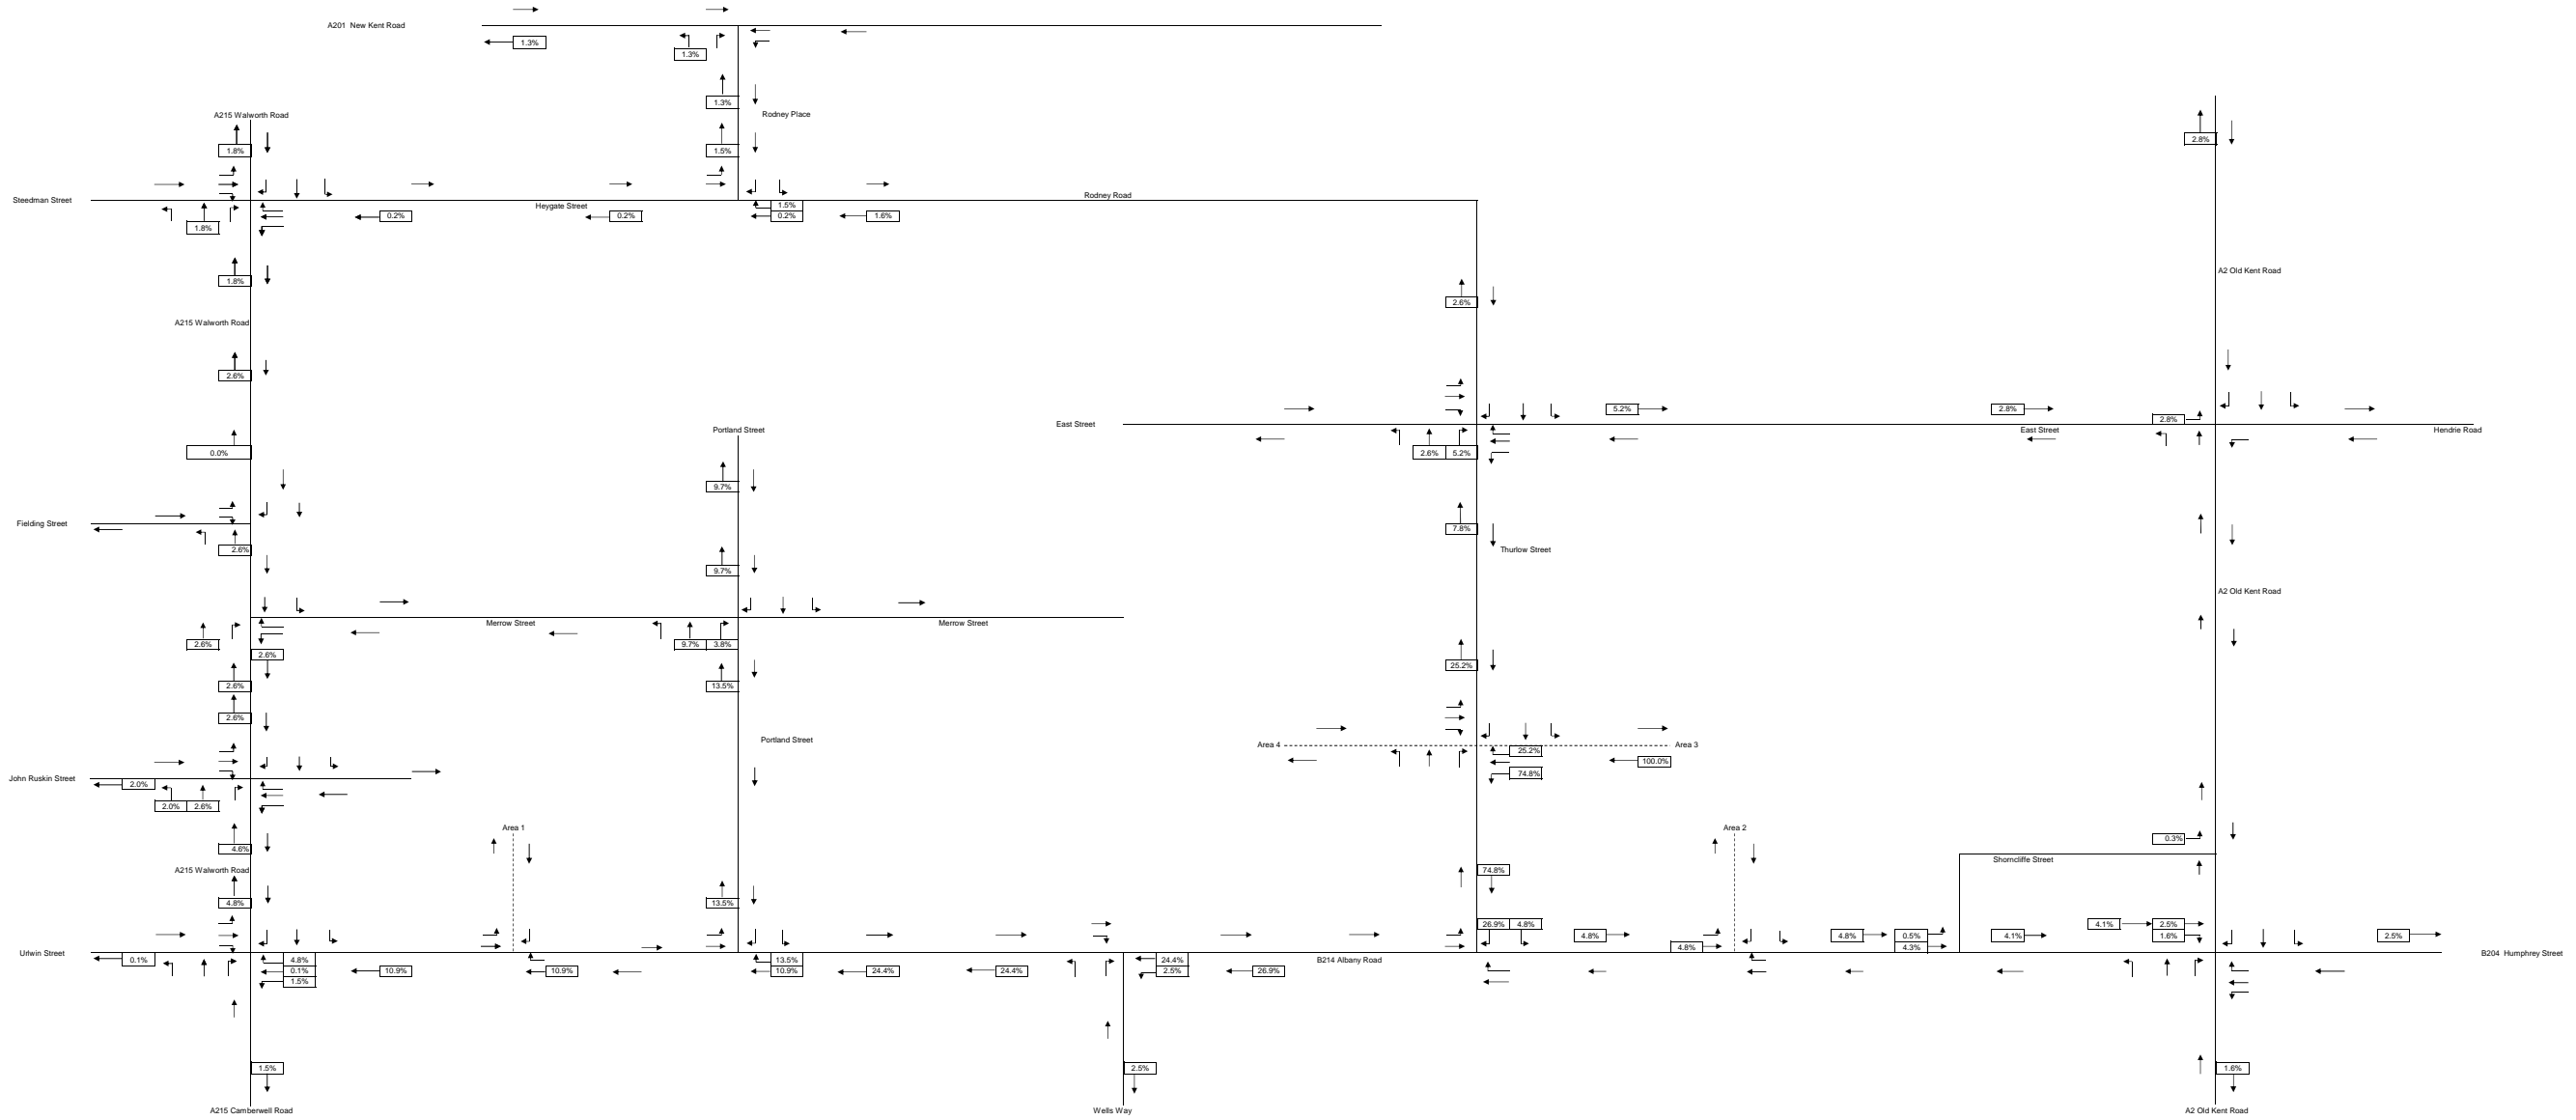 A201 New Kent Road
1.3%
1.3%
1.3%
A215 Walworth Road
Rodney Place
1.8%
1.5%
2.8%
Steedman Street
Heygate Street
Rodney Road
1.5%
0.2%
0.2%
0.2%
1.6%
1.8%
1.8%
A2 Old Kent Road
2.6%
A215 Walworth Road
2.6%
5.2%
2.8%
2.8%
East Street
Portland Street
East Street
Hendrie Road
0.0%
2.6%
5.2%
9.7%
Fielding Street
7.8%
2.6%
Thurlow Street
9.7%
A2 Old Kent Road
Merrow Street
Merrow Street
2.6%
9.7%
3.8%
2.6%
25.2%
2.6%
13.5%
2.6%
Portland Street
Area 4
Area 3
25.2%
100.0%
74.8%
John Ruskin Street
2.0%
2.0%
2.6%
Area 1
Area 2
0.3%
4.6%
Shorncliffe Street
A215 Walworth Road
74.8%
4.8%
13.5%
26.9%
4.8%
4.1%
2.5%
4.8%
4.8%
0.5%
4.1%
1.6%
2.5%
4.8%
4.3%
Urlwin Street
B204 Humphrey Street
0.1%
4.8%
13.5%
24.4%
B214 Albany Road
0.1%
10.9%
10.9%
10.9%
24.4%
24.4%
2.5%
26.9%
1.5%
1.5%
2.5%
1.6%
A215 Camberwell Road
Wells Way
A2 Old Kent Road